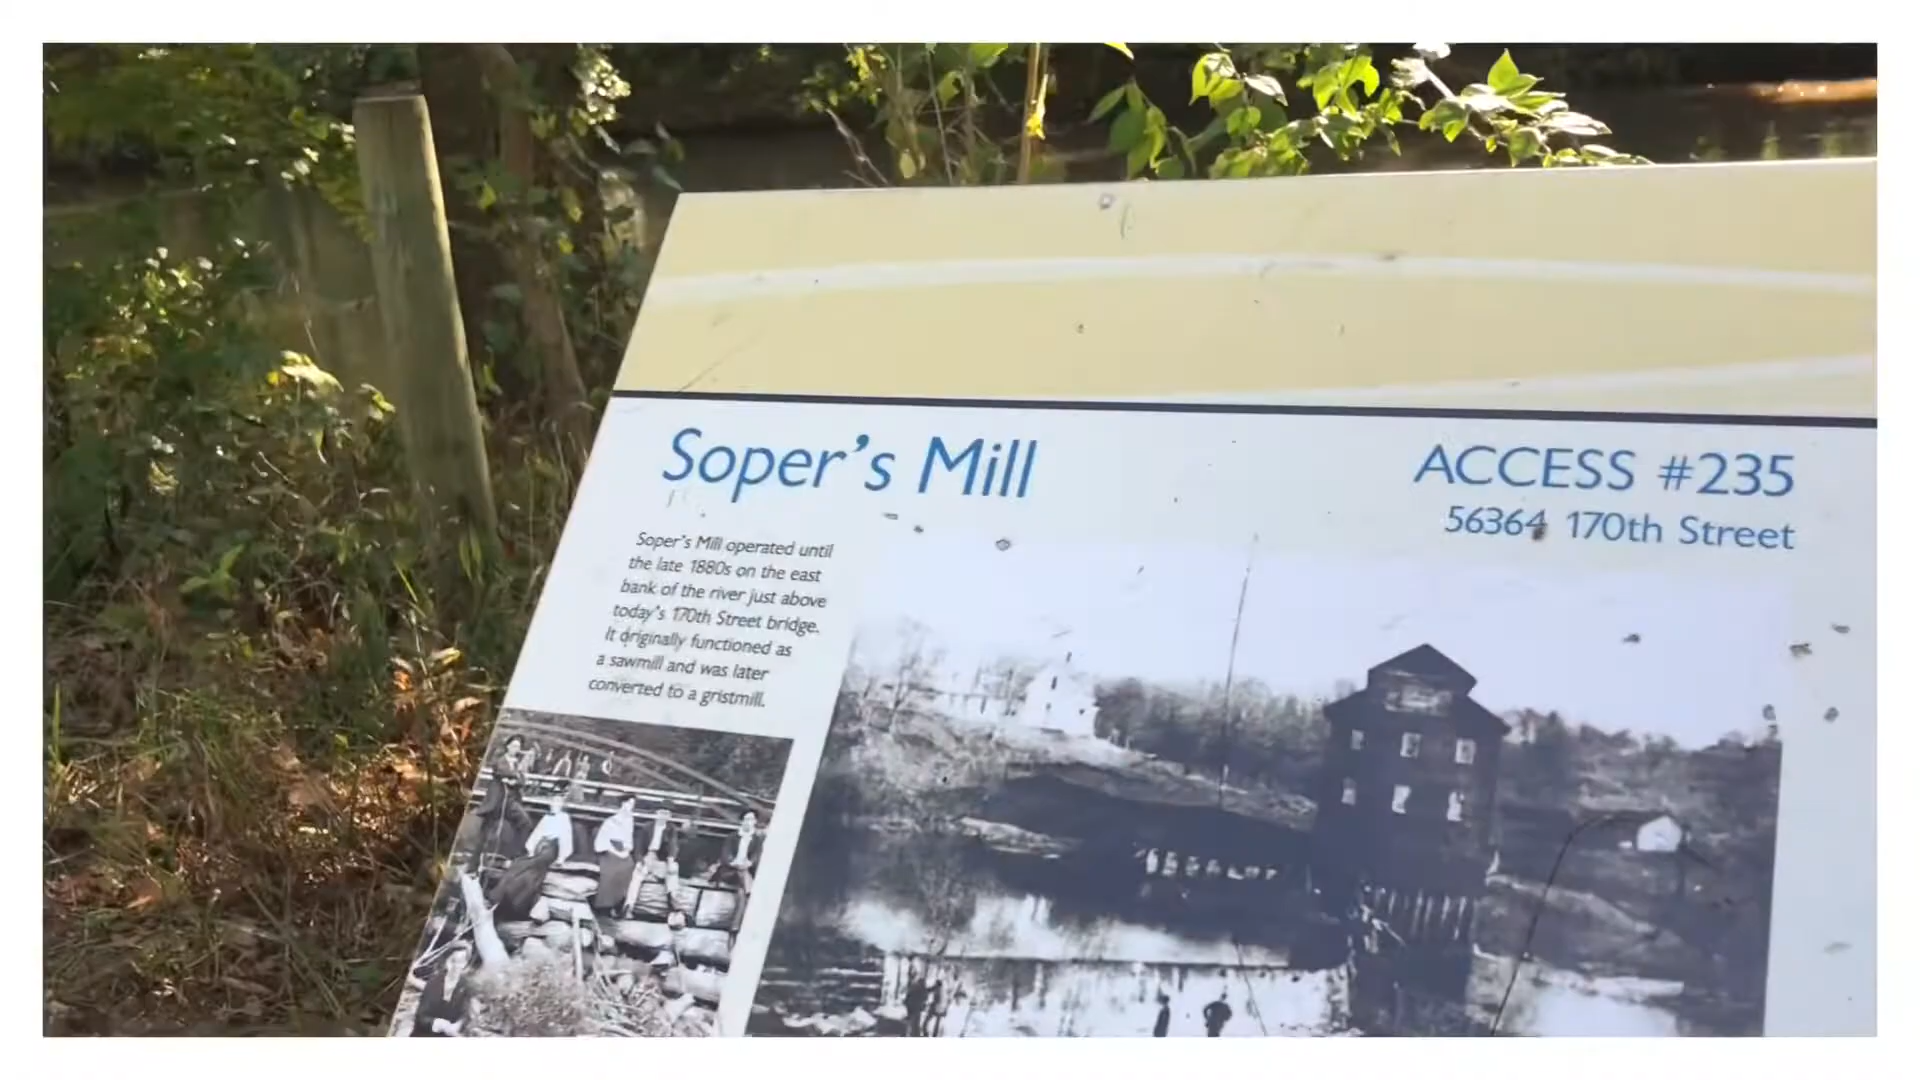 Soper's Mill
ACCESS #235
56364 170th Street
Soper's Mill operated until
the late 1880s on the east
bank of the river just above
today's 170th Street bridge.
It originally functioned as
a sawmill and was later
converted to a gristmill.